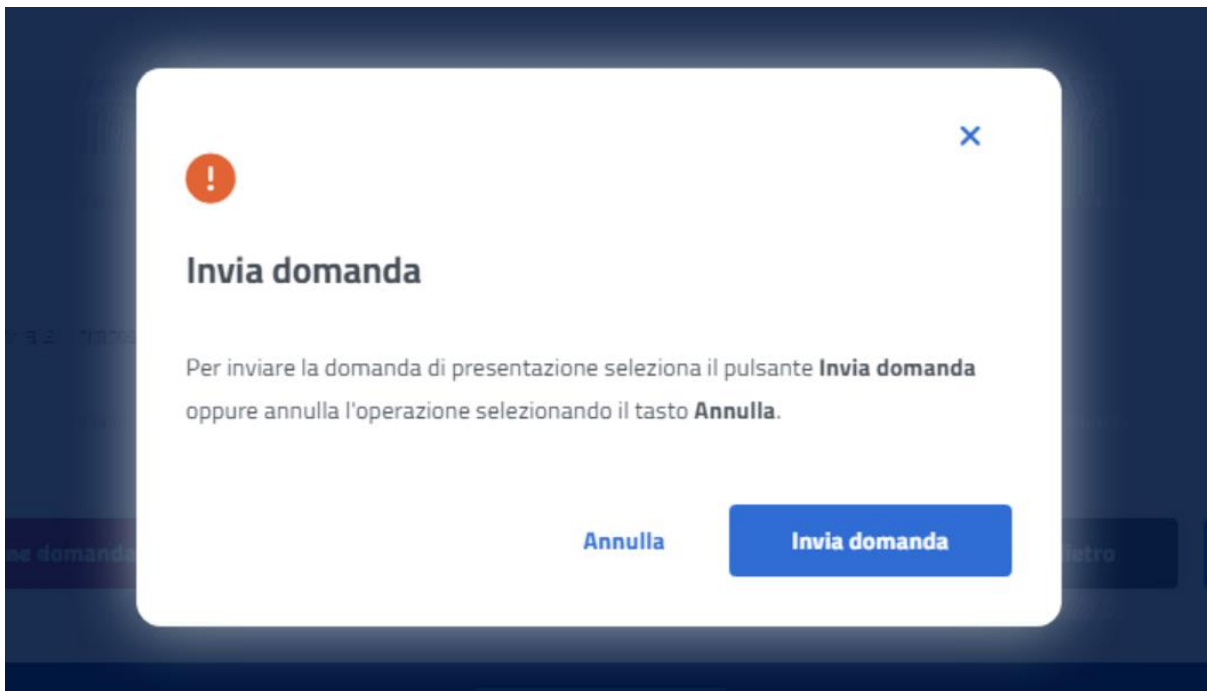 !
Invia domanda
Per inviare la domanda di presentazione seleziona il pulsante Invia domanda
oppure annulla l'operazione selezionando il tasto Annulla.
Annulla
Invia domanda
domanda